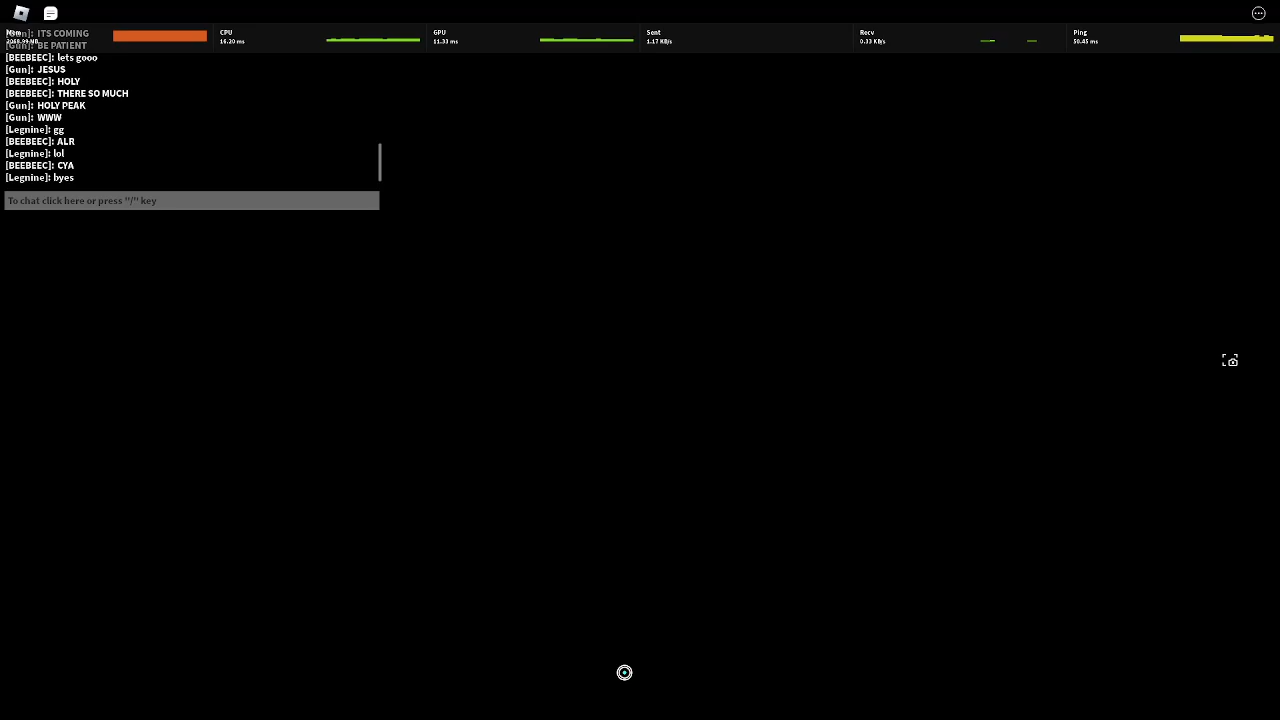 Mem
CPU
GPU
Sent
Recv
Ping
16.20 ms
11.33 ms
1.17 KB/s
0.33 KB/s
50.45 ms
[Gun]: ITS COMING
[Gun]: BE PATIENT
[BEEBEEC]: lets gooo
[Gun]: JESUS
[BEEBEEC]: HOLY
[BEEBEEC]: THERE SO MUCH
[Gun]: HOLY PEAK
[Gun]: WWW
[Legnine]: gg
[BEEBEEC]: ALR
[Legnine]: lol
[BEEBEEC]: CYA
[Legnine]: byes
To chat click here or press "/" key